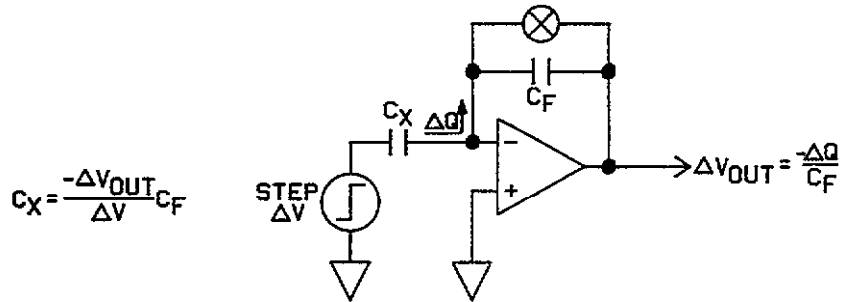 C_F
C_X
ΔQ
−
+
ΔV_OUT = -ΔQ/C_F
C_X = -ΔV_OUT/ΔV C_F
STEP
ΔV